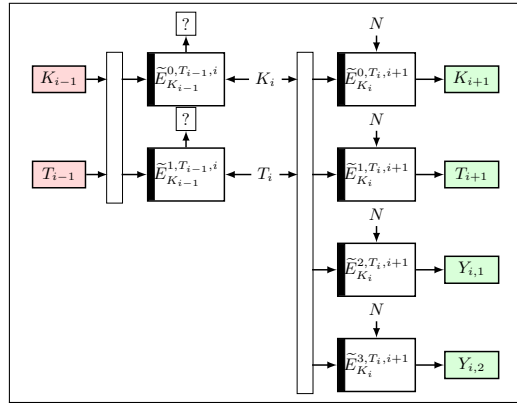 ? N
K_{i-1} \widetilde{E}_{K_{i-1}}^{0,T_{i-1},i} K_i \widetilde{E}_{K_i}^{0,T_i,i+1} K_{i+1}
? N
T_{i-1} \widetilde{E}_{K_{i-1}}^{1,T_{i-1},i} T_i \widetilde{E}_{K_i}^{1,T_i,i+1} T_{i+1}
N
\widetilde{E}_{K_i}^{2,T_i,i+1} Y_{i,1}
N
\widetilde{E}_{K_i}^{3,T_i,i+1} Y_{i,2}